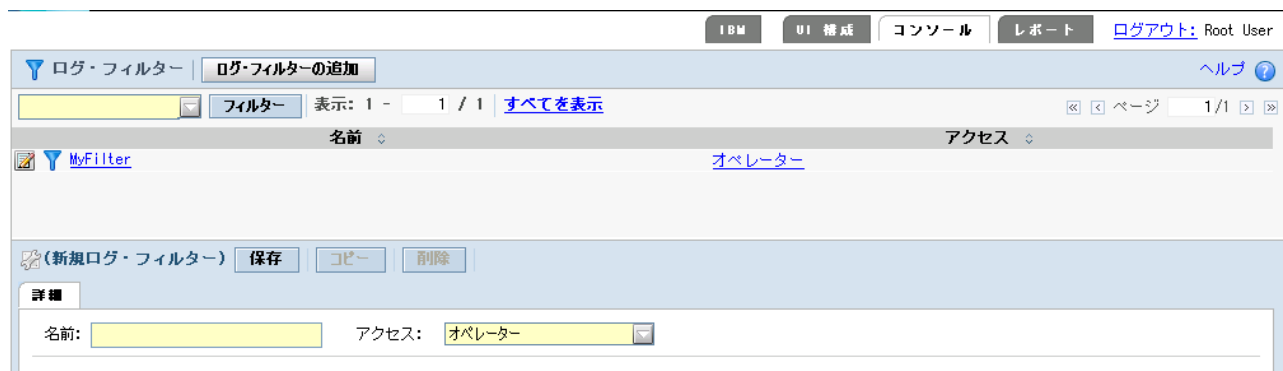 IBM UI 構成 コンソール レポート ログアウト: Root User
ログ・フィルター ログ・フィルターの追加 ヘルプ ?
フィルター 表示: 1 - 1 / 1 すべてを表示 ページ 1/1
名前 アクセス
MyFilter オペレーター
(新規ログ・フィルター) 保存 コピー 削除
詳細
名前: アクセス: オペレーター